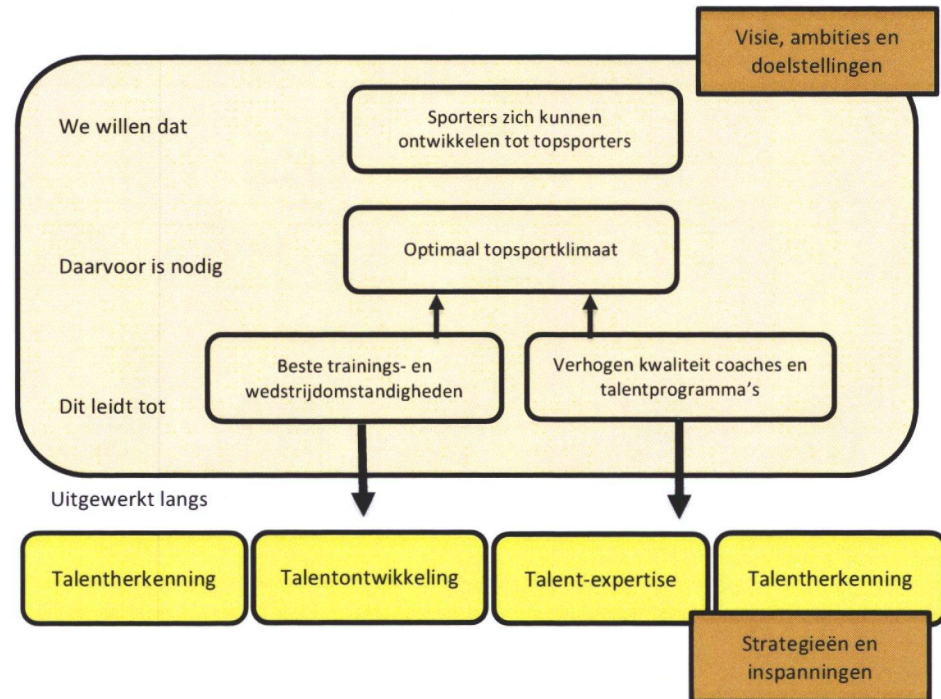 Visie, ambities en
doelstellingen
We willen dat
Sporters zich kunnen
ontwikkelen tot topsporters
Daarvoor is nodig
Optimaal topsportklimaat
Dit leidt tot
Beste trainings- en
wedstrijdomstandigheden
Verhogen kwaliteit coaches en
talentprogramma's
Uitgewerkt langs
Talentherkenning
Talentontwikkeling
Talent-expertise
Talentherkenning
Strategieën en
inspanningen